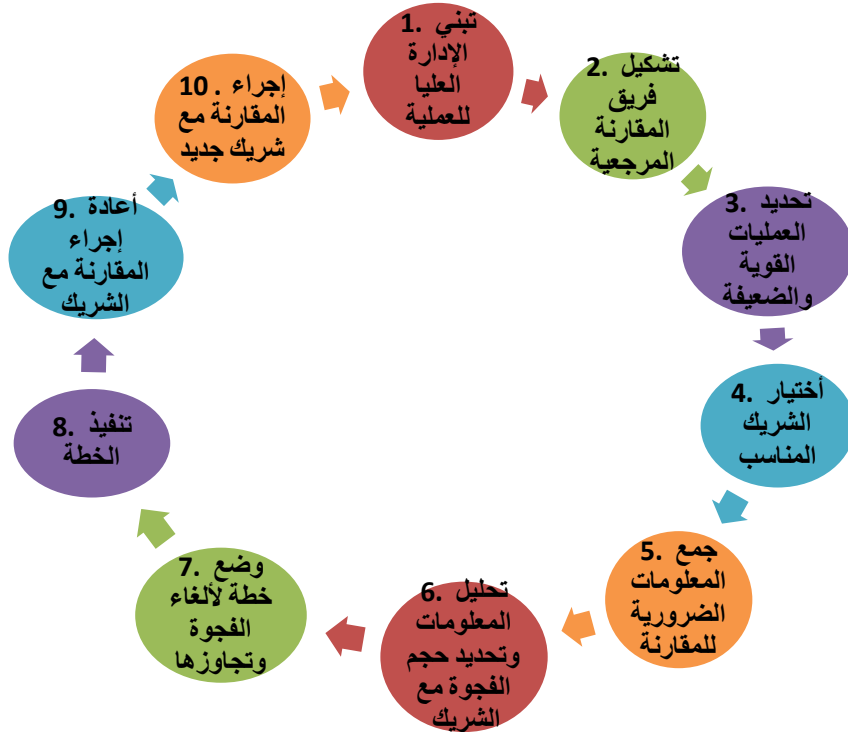 1. تبني
الإدارة
العليا
للعملية
2. تشكيل
فريق
المقارنة
المرجعية
3. تحديد
العمليات
القوية
والضعيفة
4. أختيار
الشريك
المناسب
5. جمع
المعلومات
الضرورية
للمقارنة
6. تحليل
المعلومات
وتحديد حجم
الفجوة مع
الشريك
7. وضع
خطة لألغاء
الفجوة
وتجاوزها
8. تنفيذ
الخطة
9. أعادة
إجراء
المقارنة مع
الشريك
10. إجراء
المقارنة مع
شريك جديد